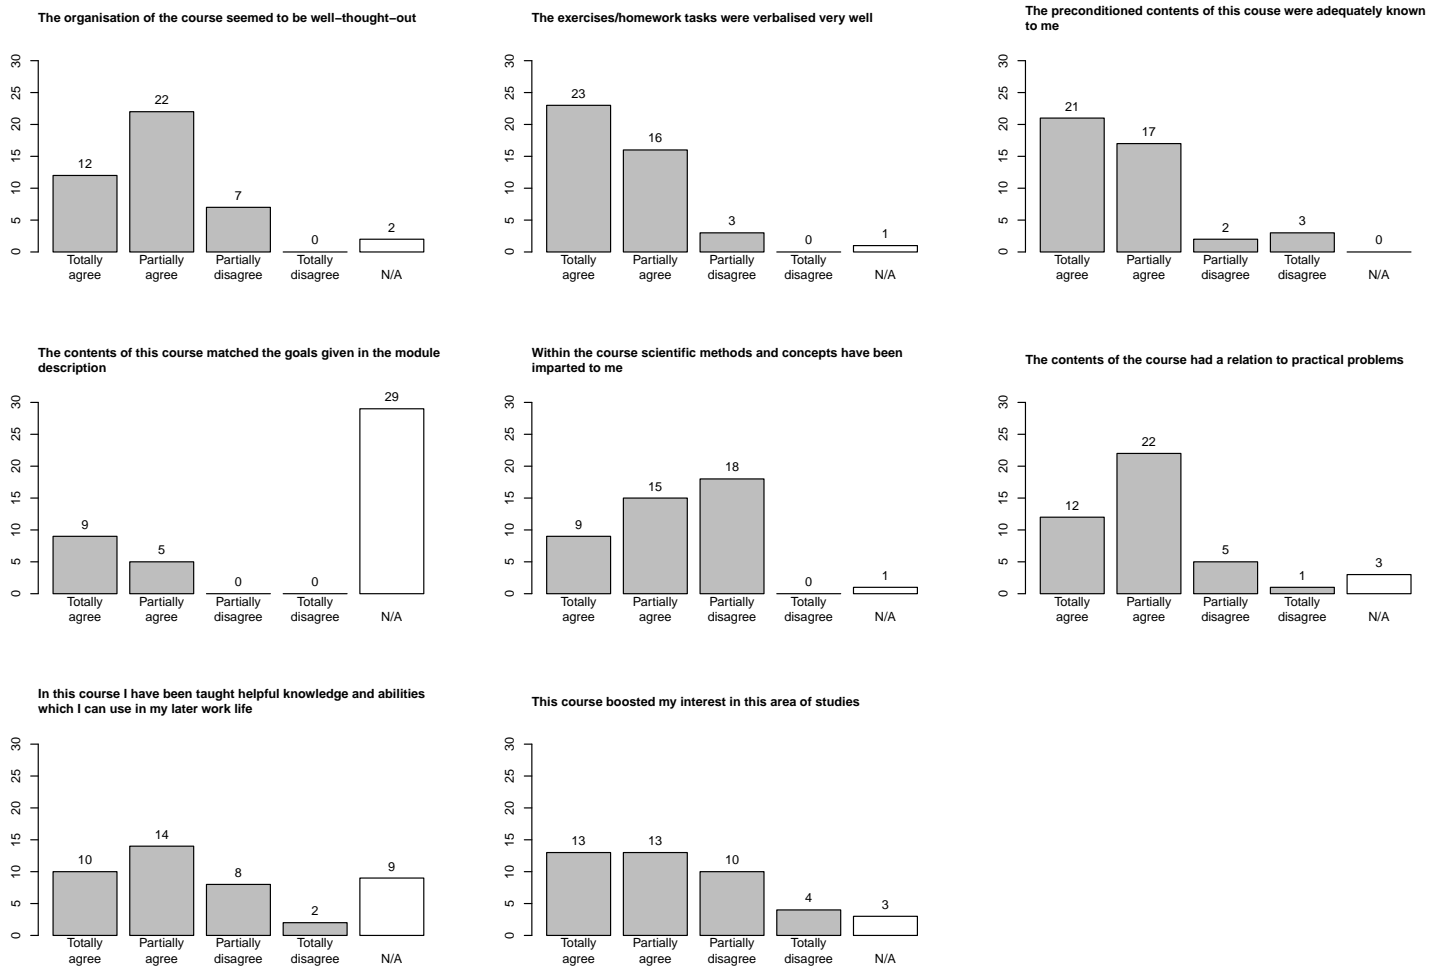 The organisation of the course seemed to be well−thought−out
30
25
20
15
10
5
0
12
22
7
0
2
Totally agree
Partially agree
Partially disagree
Totally disagree
N/A
The exercises/homework tasks were verbalised very well
30
25
20
15
10
5
0
23
16
3
0
1
Totally agree
Partially agree
Partially disagree
Totally disagree
N/A
The preconditioned contents of this couse were adequately known
to me
30
25
20
15
10
5
0
21
17
2
3
0
Totally agree
Partially agree
Partially disagree
Totally disagree
N/A
The contents of this course matched the goals given in the module
description
30
25
20
15
10
5
0
9
5
0
0
29
Totally agree
Partially agree
Partially disagree
Totally disagree
N/A
Within the course scientific methods and concepts have been
imparted to me
30
25
20
15
10
5
0
9
15
18
0
1
Totally agree
Partially agree
Partially disagree
Totally disagree
N/A
The contents of the course had a relation to practical problems
30
25
20
15
10
5
0
12
22
5
1
3
Totally agree
Partially agree
Partially disagree
Totally disagree
N/A
In this course I have been taught helpful knowledge and abilities
which I can use in my later work life
30
25
20
15
10
5
0
10
14
8
2
9
Totally agree
Partially agree
Partially disagree
Totally disagree
N/A
This course boosted my interest in this area of studies
30
25
20
15
10
5
0
13
13
10
4
3
Totally agree
Partially agree
Partially disagree
Totally disagree
N/A